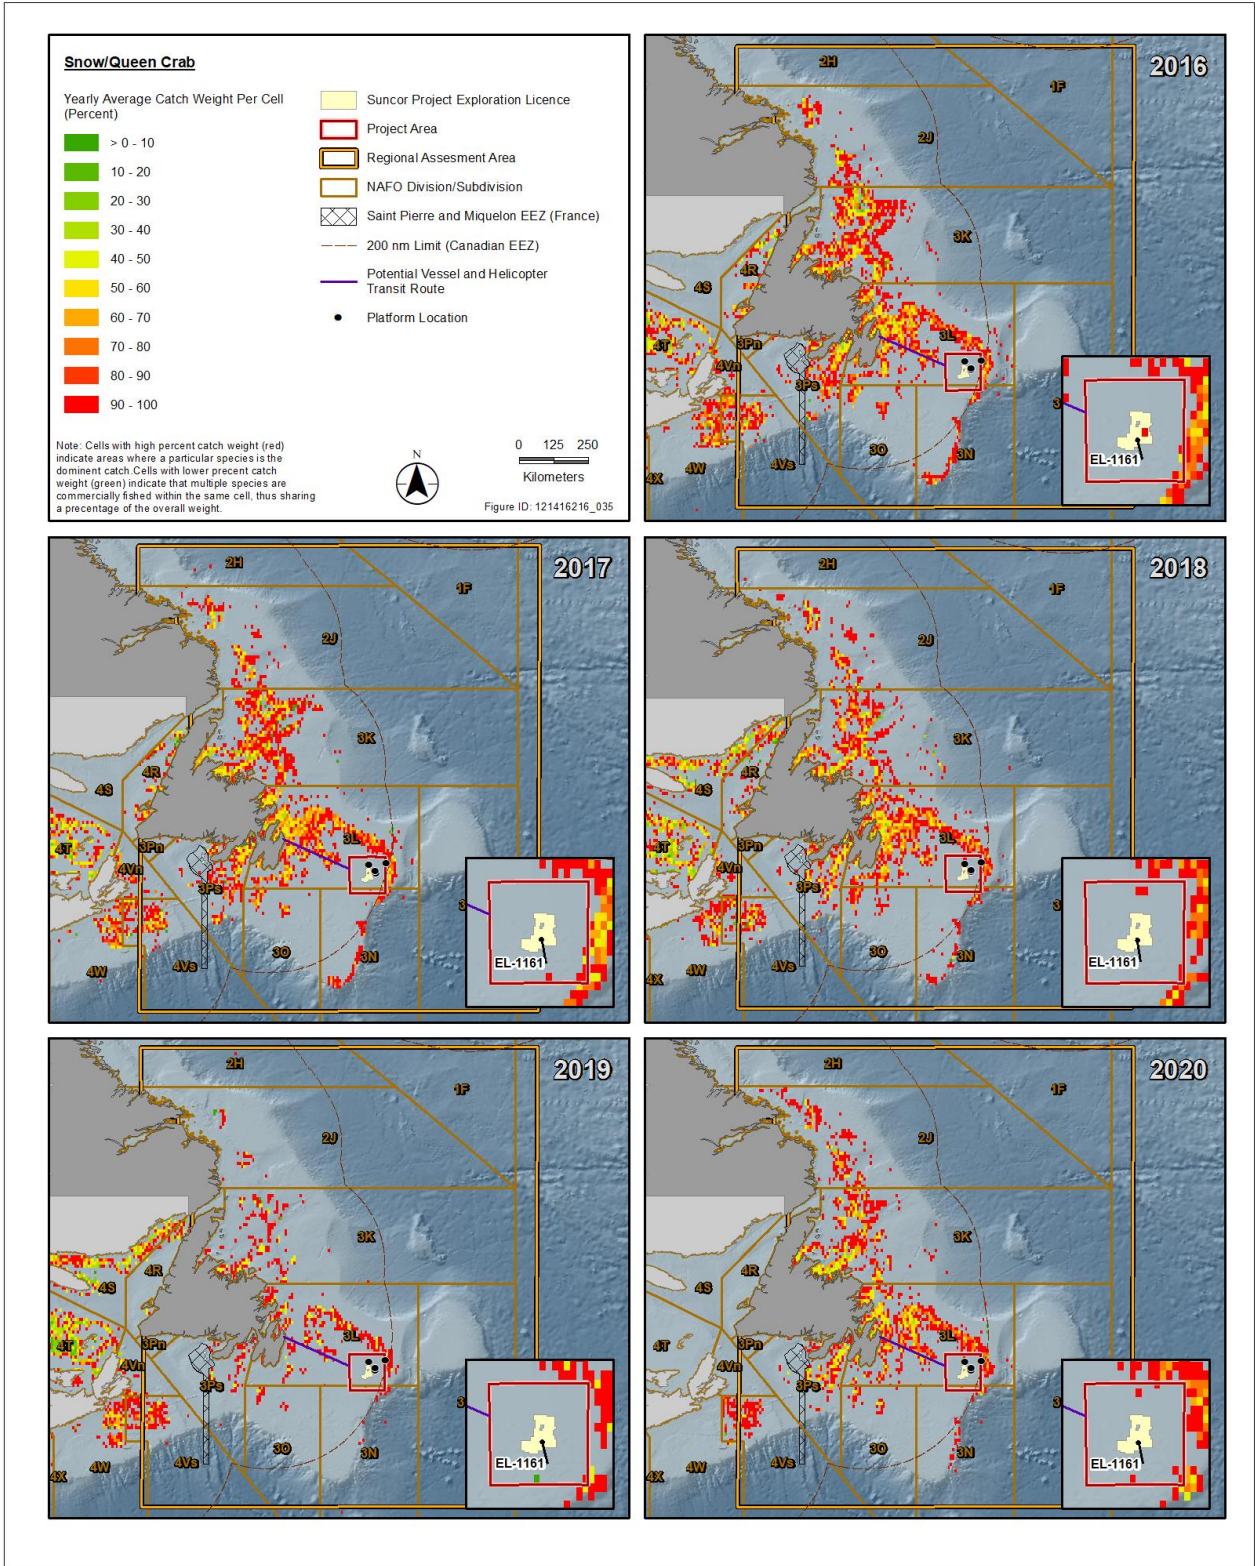 Snow/Queen Crab
Yearly Average Catch Weight Per Cell
(Percent)
> 0 - 10
10 - 20
20 - 30
30 - 40
40 - 50
50 - 60
60 - 70
70 - 80
80 - 90
90 - 100
Suncor Project Exploration Licence
Project Area
Regional Assesment Area
NAFO Division/Subdivision
Saint Pierre and Miquelon EEZ (France)
200 nm Limit (Canadian EEZ)
Potential Vessel and Helicopter
Transit Route
Platform Location
Note: Cells with high percent catch weight (red)
indicate areas where a particular species is the
dominent catch.Cells with lower precent catch
weight (green) indicate that multiple species are
commercially fished within the same cell, thus sharing
a precentage of the overall weight.
N
0 125 250
Kilometers
Figure ID: 121416216_035
2016
2H
1F
2J
3K
4R
4S
3L
4T
3Pn
4Vn
3Ps
3
EL-1161
3O
3N
4W
4Vs
4X
2017
2H
1F
2J
3K
4R
4S
3L
4T
3Pn
4Vn
3Ps
3
EL-1161
3O
3N
4W
4Vs
2018
2H
1F
2J
3K
4R
4S
3L
4T
3Pn
4Vn
3Ps
3
EL-1161
3O
3N
4W
4Vs
4X
2019
2H
1F
2J
3K
4R
4S
3L
4T
3Pn
4Vn
3Ps
3
EL-1161
3O
3N
4W
4Vs
4X
2020
2H
1F
2J
3K
4R
4S
3L
4T
3Pn
4Vn
3Ps
3
EL-1161
3O
3N
4W
4Vs
4X